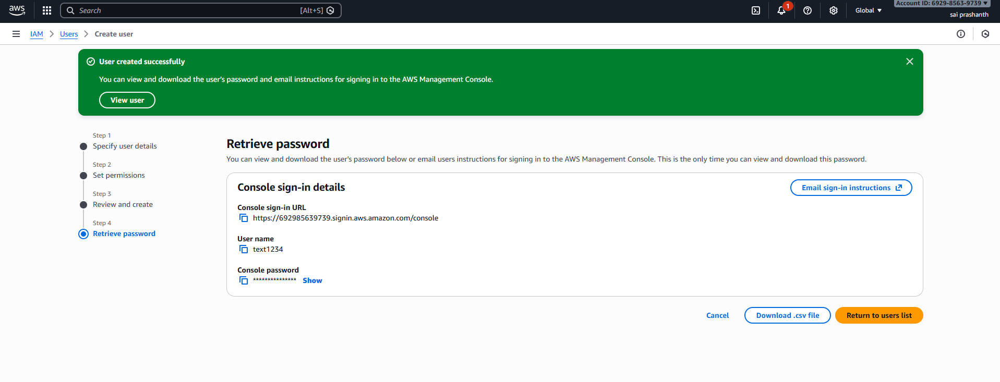 aws
Search
[Alt+S]
1
Global
Account ID: 6929-8563-9739
sai prashanth
IAM
Users
Create user
User created successfully
You can view and download the user's password and email instructions for signing in to the AWS Management Console.
View user
Step 1
Specify user details
Step 2
Set permissions
Step 3
Review and create
Step 4
Retrieve password
Retrieve password
You can view and download the user's password below or email users instructions for signing in to the AWS Management Console. This is the only time you can view and download this password.
Console sign-in details
Email sign-in instructions
Console sign-in URL
https://692985639739.signin.aws.amazon.com/console
User name
text1234
Console password
*************** Show
Cancel
Download .csv file
Return to users list